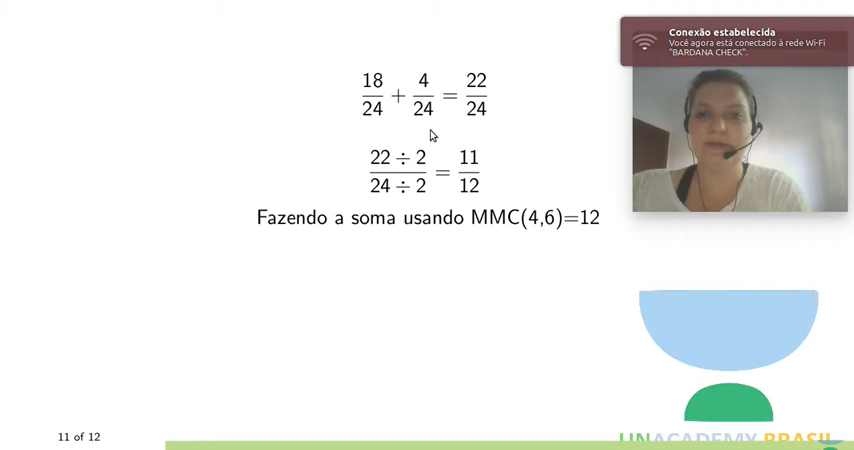 Conexão estabelecida
Você agora está conectado à rede Wi-Fi
"BARDANA CHECK".
18/24 + 4/24 = 22/24
22 ÷ 2 / 24 ÷ 2 = 11/12
Fazendo a soma usando MMC(4,6)=12
11 of 12
UNACADEMY BRASIL